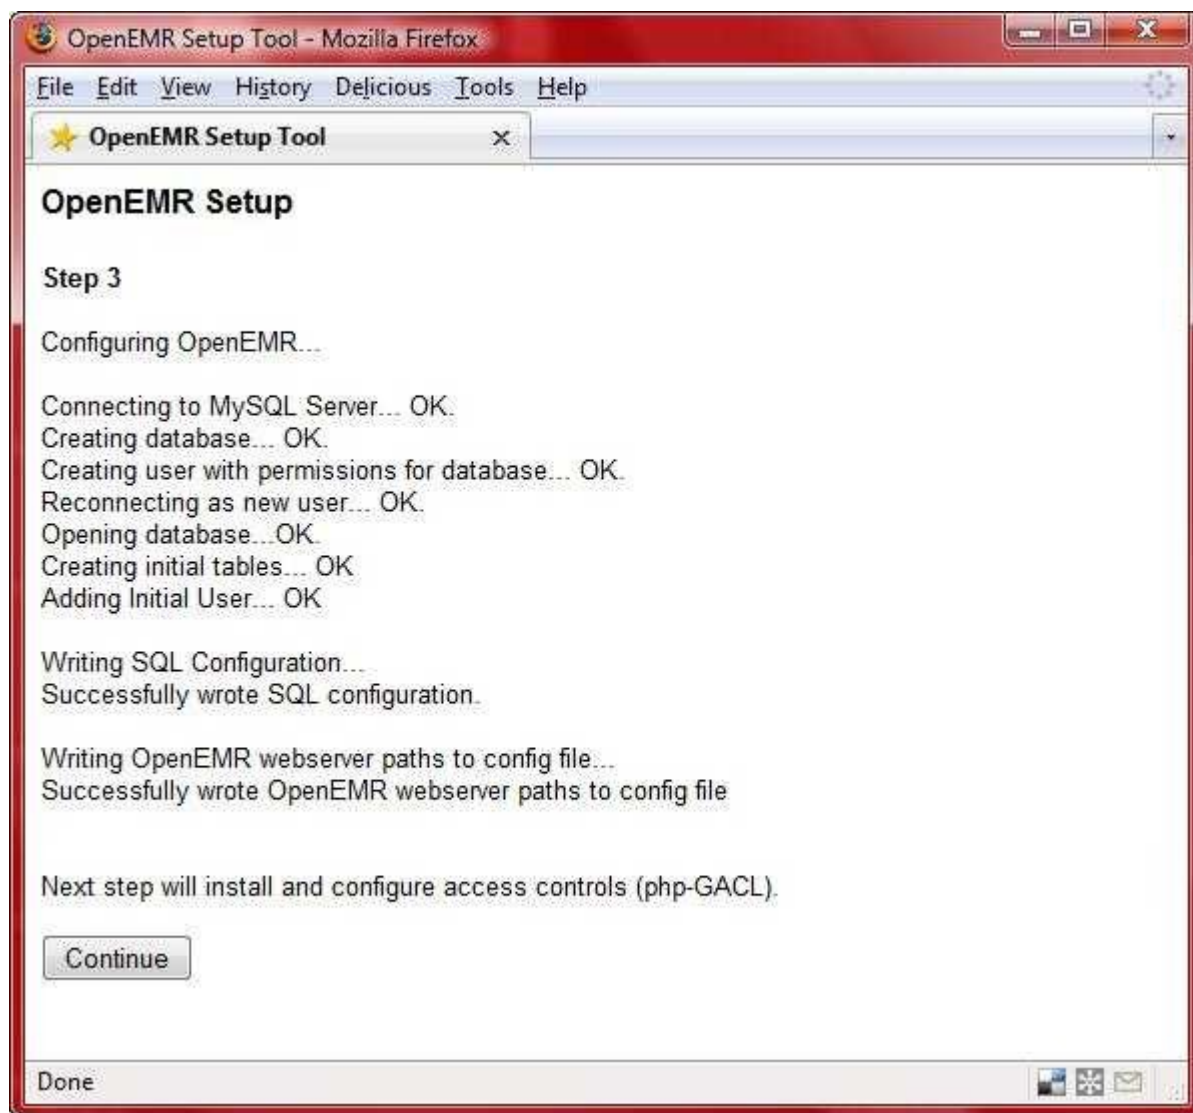 OpenEMR Setup Tool - Mozilla Firefox
File Edit View History Delicious Tools Help
OpenEMR Setup Tool
OpenEMR Setup
Step 3
Configuring OpenEMR...
Connecting to MySQL Server... OK.
Creating database... OK.
Creating user with permissions for database... OK.
Reconnecting as new user... OK.
Opening database...OK.
Creating initial tables... OK
Adding Initial User... OK
Writing SQL Configuration...
Successfully wrote SQL configuration.
Writing OpenEMR webserver paths to config file...
Successfully wrote OpenEMR webserver paths to config file
Next step will install and configure access controls (php-GACL).
Continue
Done